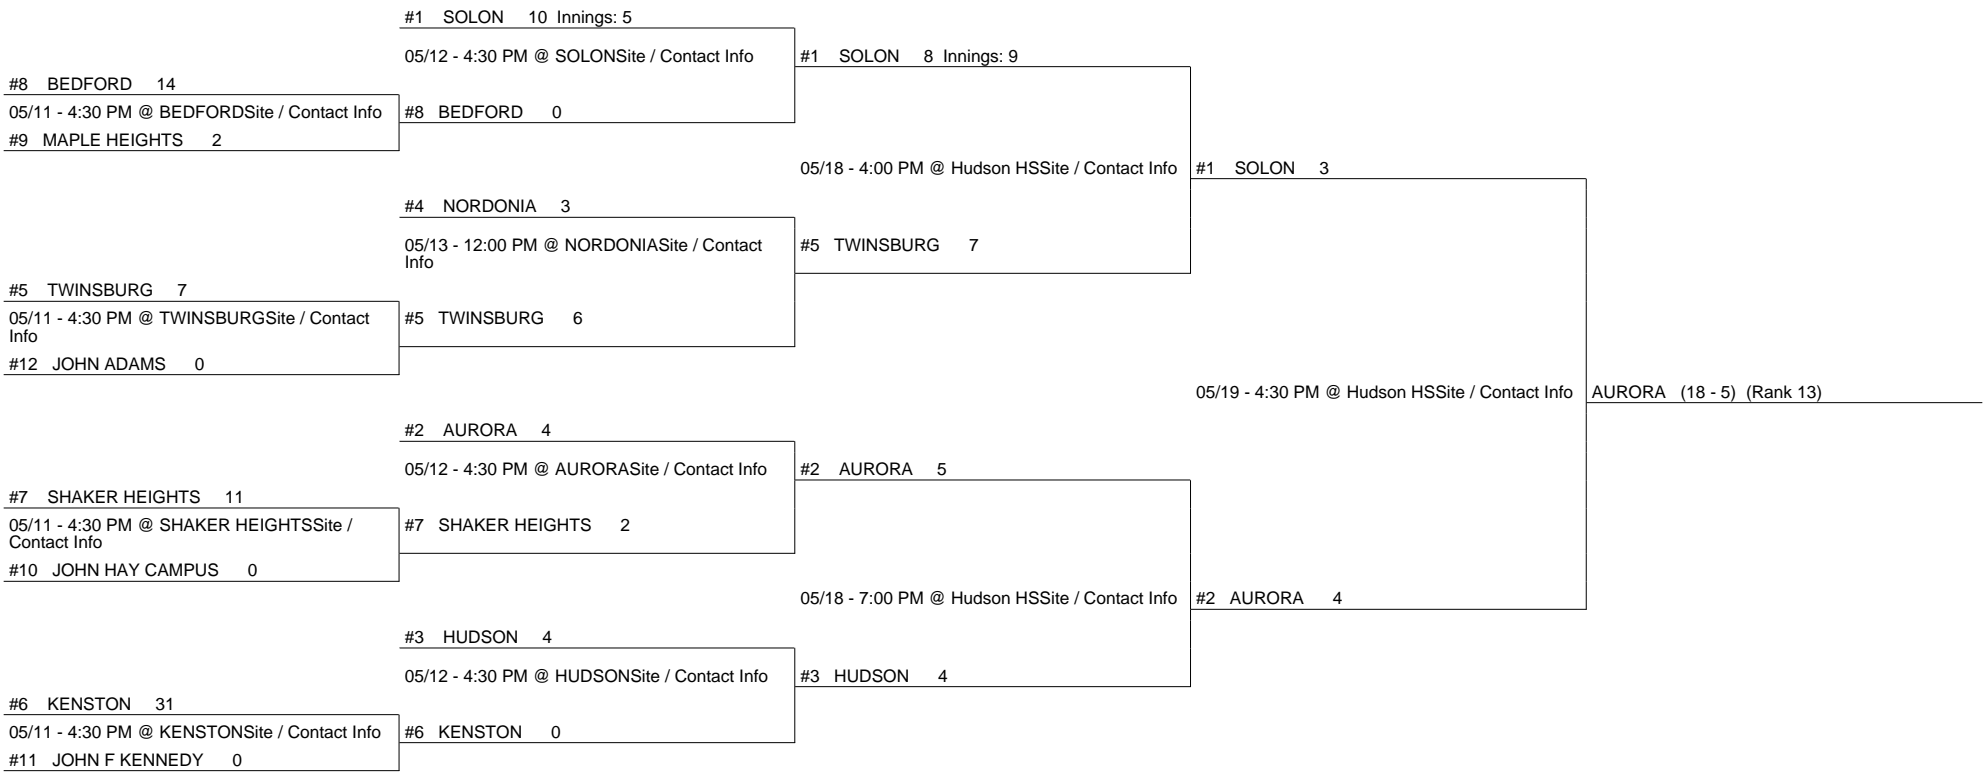 #1 SOLON 10 Innings: 5
05/12 - 4:30 PM @ SOLONSite / Contact Info
#1 SOLON 8 Innings: 9
#8 BEDFORD 14
05/11 - 4:30 PM @ BEDFORDSite / Contact Info
#8 BEDFORD 0
#9 MAPLE HEIGHTS 2
05/18 - 4:00 PM @ Hudson HSSite / Contact Info
#1 SOLON 3
#4 NORDONIA 3
05/13 - 12:00 PM @ NORDONIASite / Contact
Info
#5 TWINSBURG 7
#5 TWINSBURG 7
05/11 - 4:30 PM @ TWINSBURGSite / Contact
Info
#5 TWINSBURG 6
#12 JOHN ADAMS 0
05/19 - 4:30 PM @ Hudson HSSite / Contact Info
AURORA (18 - 5) (Rank 13)
#2 AURORA 4
05/12 - 4:30 PM @ AURORASite / Contact Info
#2 AURORA 5
#7 SHAKER HEIGHTS 11
05/11 - 4:30 PM @ SHAKER HEIGHTSSite /
Contact Info
#7 SHAKER HEIGHTS 2
#10 JOHN HAY CAMPUS 0
05/18 - 7:00 PM @ Hudson HSSite / Contact Info
#2 AURORA 4
#3 HUDSON 4
05/12 - 4:30 PM @ HUDSONSite / Contact Info
#3 HUDSON 4
#6 KENSTON 31
05/11 - 4:30 PM @ KENSTONSite / Contact Info
#6 KENSTON 0
#11 JOHN F KENNEDY 0